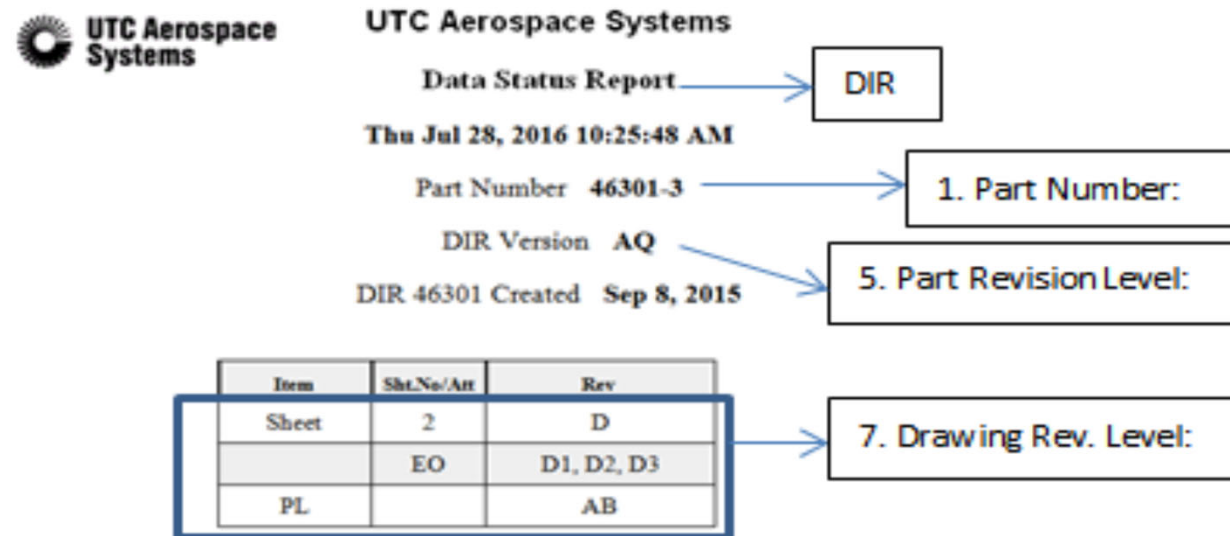 UTC Aerospace
Systems
UTC Aerospace Systems
Data Status Report
DIR
Thu Jul 28, 2016 10:25:48 AM
Part Number 46301-3
1. Part Number:
DIR Version AQ
5. Part Revision Level:
DIR 46301 Created Sep 8, 2015
Item Sht.No/Att Rev
Sheet 2 D
EO D1, D2, D3
7. Drawing Rev. Level:
PL AB